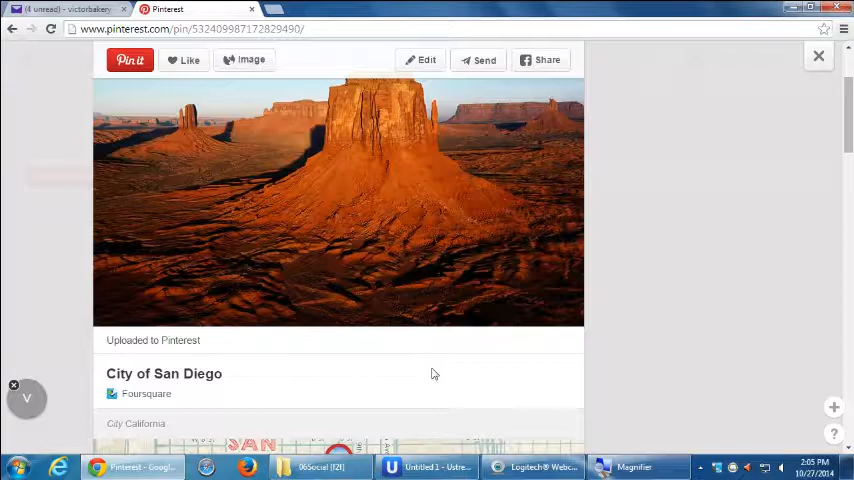 (4 unread) - victorbakery
Pinterest
www.pinterest.com/pin/532409987172829490/
Pin it
Like
Image
Edit
Send
Share
Uploaded to Pinterest
City of San Diego
Foursquare
City California
SAN
V
?
Pinterest - Googl...
06Social [f2f]
U
Untitled 1 - Ustre...
Logitech® Webc...
Magnifier
2:05 PM
10/27/2014